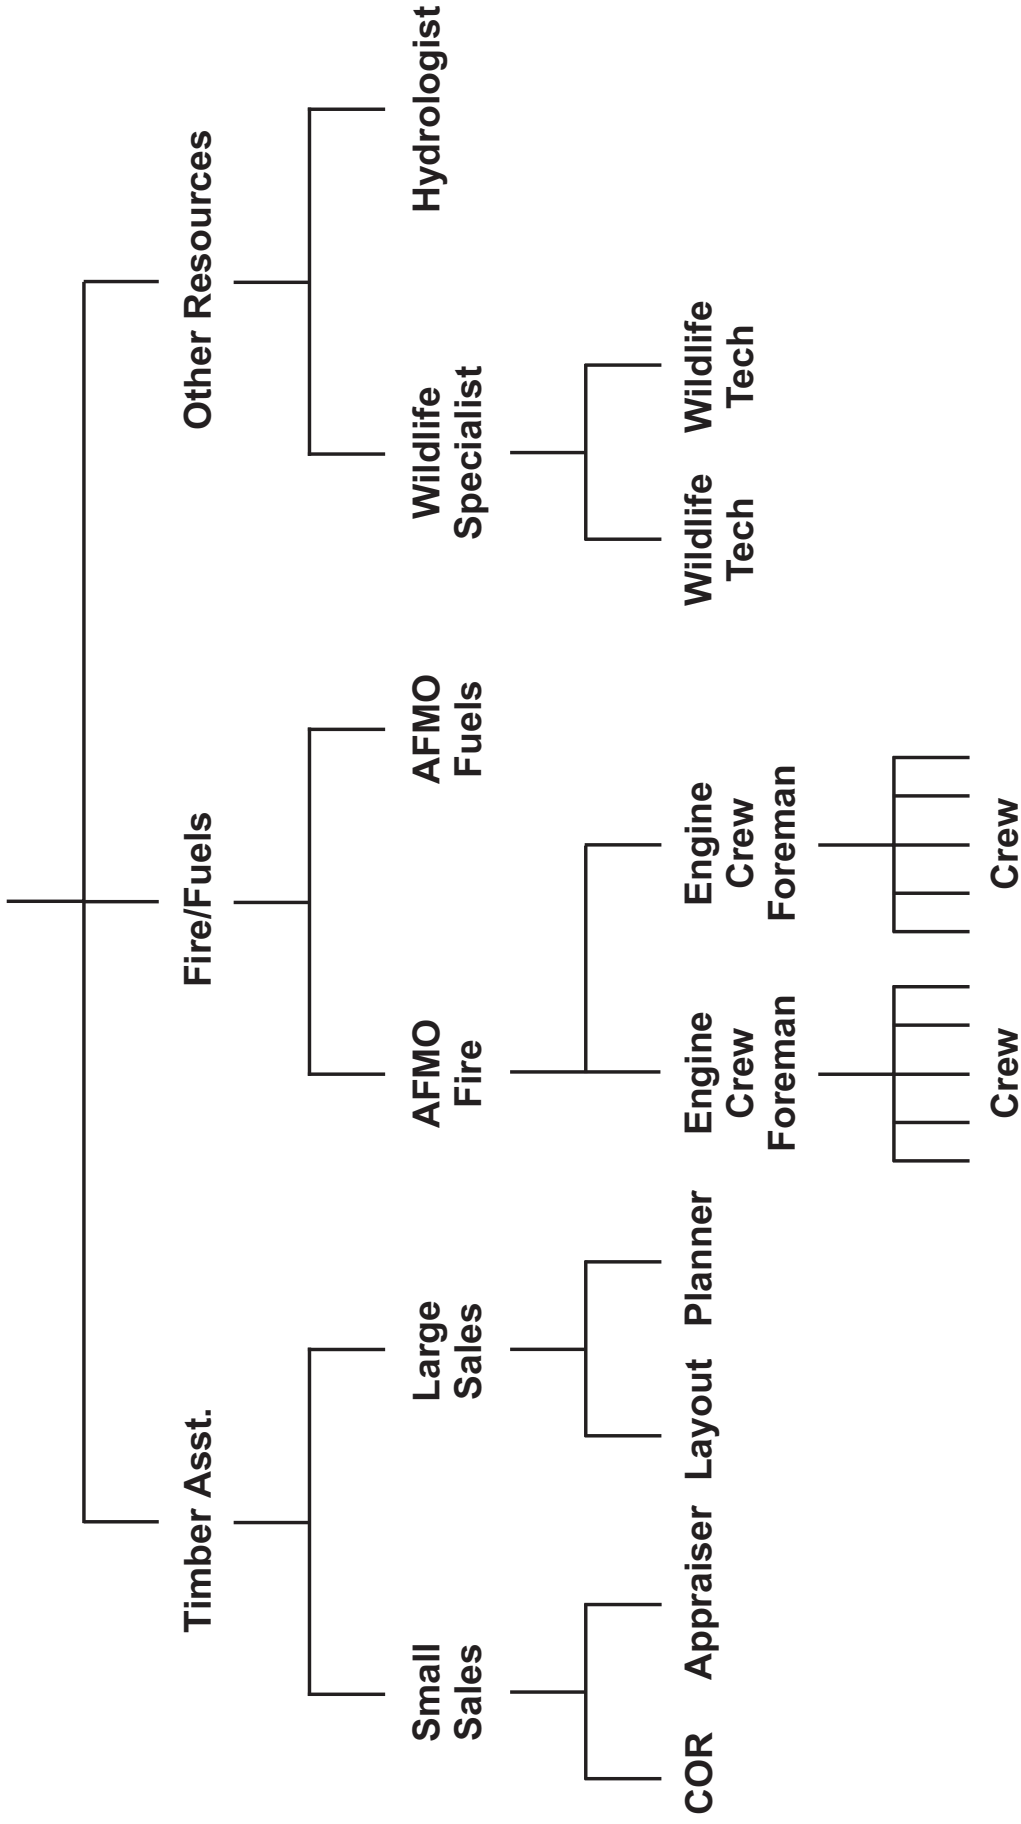 Timber Asst.
Fire/Fuels
Other Resources
Small
Sales
Large
Sales
AFMO
Fire
AFMO
Fuels
Wildlife
Specialist
Hydrologist
COR
Appraiser
Layout
Planner
Engine
Crew
Foreman
Engine
Crew
Foreman
Wildlife
Tech
Wildlife
Tech
Crew
Crew